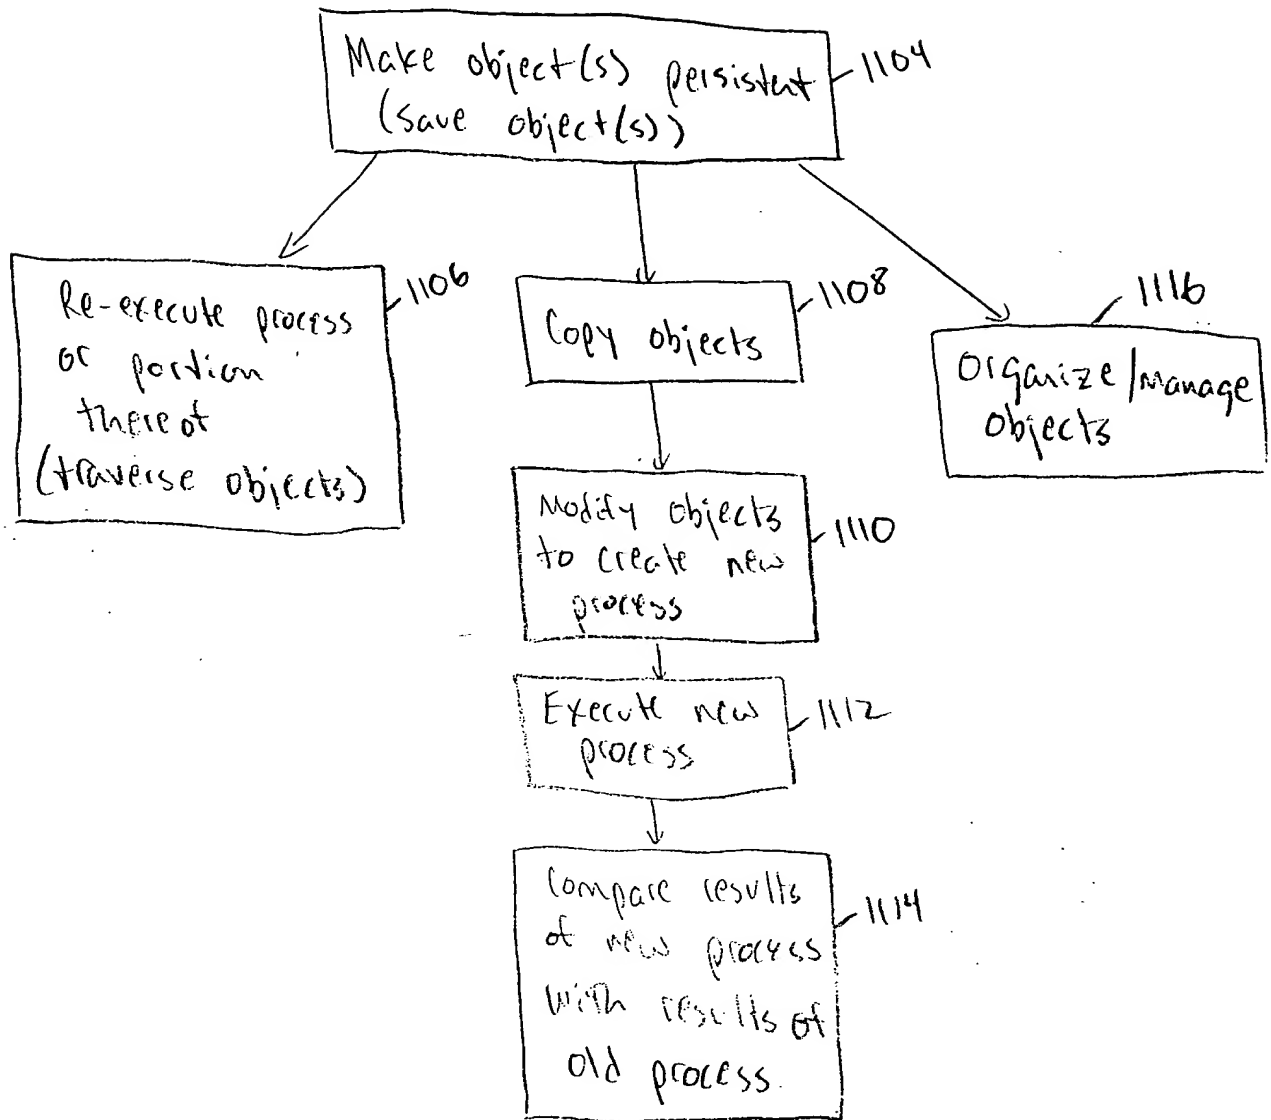 Make object(s) persistent
(save object(s))
1104
Re-execute process
or portion
thereof
(traverse objects)
1106
Copy objects
1108
Organize/Manage
objects
1116
Modify objects
to create new
process
1110
Execute new
process
1112
Compare results
of new process
with results of
old process.
1114